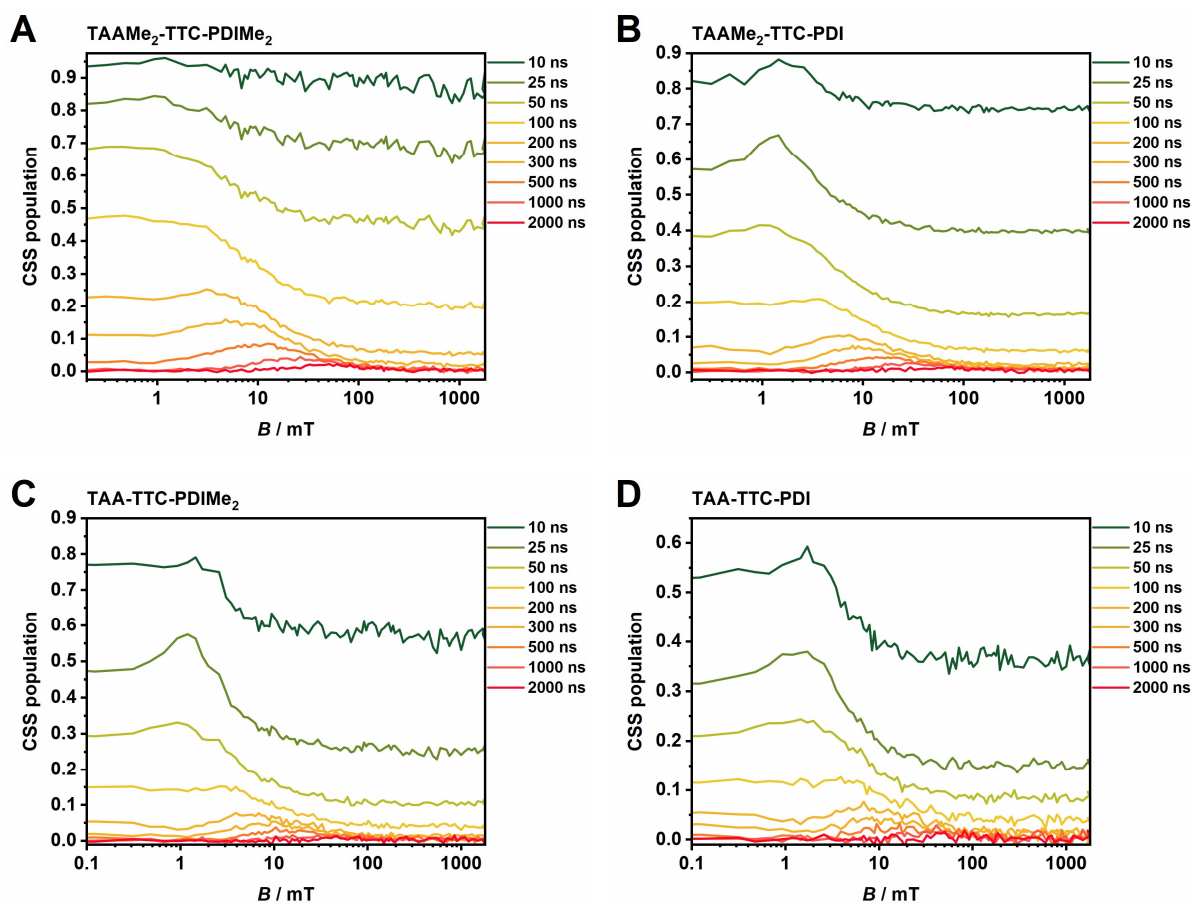 A
TAAMe₂-TTC-PDIMe₂
CSS population
0.9
0.8
0.7
0.6
0.5
0.4
0.3
0.2
0.1
0.0
1 10 100 1000
B / mT
10 ns
25 ns
50 ns
100 ns
200 ns
300 ns
500 ns
1000 ns
2000 ns
B
TAAMe₂-TTC-PDI
CSS population
0.9
0.8
0.7
0.6
0.5
0.4
0.3
0.2
0.1
0.0
1 10 100 1000
B / mT
10 ns
25 ns
50 ns
100 ns
200 ns
300 ns
500 ns
1000 ns
2000 ns
C
TAA-TTC-PDIMe₂
CSS population
0.9
0.8
0.7
0.6
0.5
0.4
0.3
0.2
0.1
0.0
0.1 1 10 100 1000
B / mT
10 ns
25 ns
50 ns
100 ns
200 ns
300 ns
500 ns
1000 ns
2000 ns
D
TAA-TTC-PDI
CSS population
0.6
0.5
0.4
0.3
0.2
0.1
0.0
0.1 1 10 100 1000
B / mT
10 ns
25 ns
50 ns
100 ns
200 ns
300 ns
500 ns
1000 ns
2000 ns